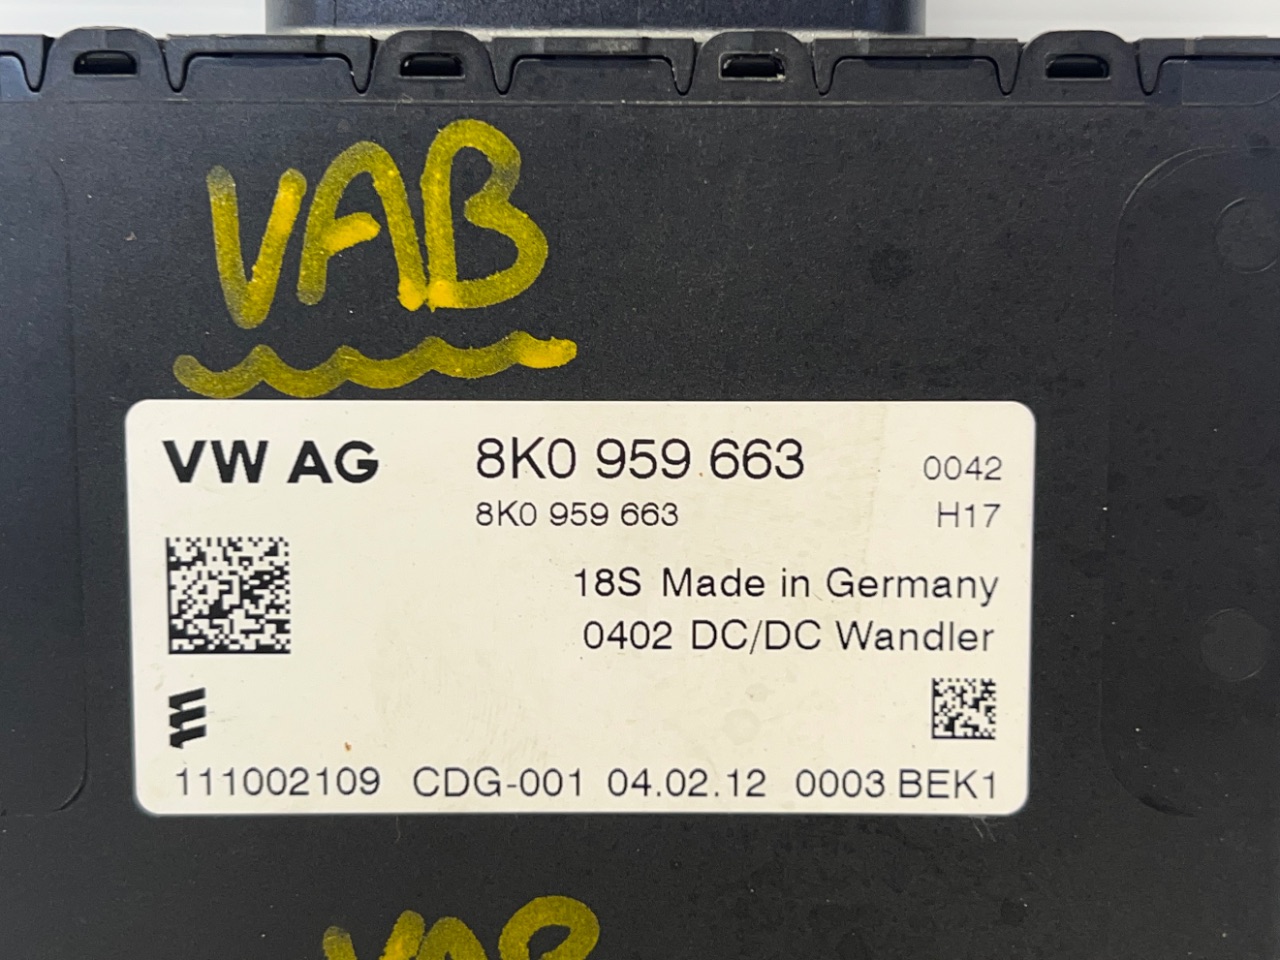 VAB
VW AG 8K0 959 663 0042
8K0 959 663 H17
18S Made in Germany
0402 DC/DC Wandler
111002109 CDG-001 04.02.12 0003 BEK1